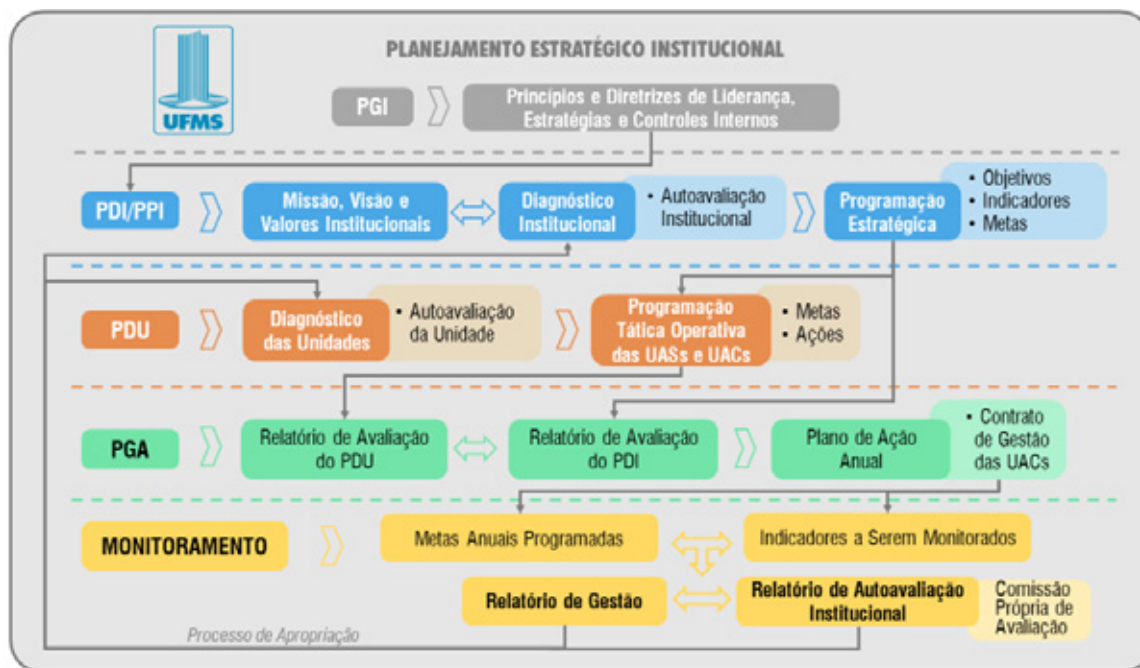 PLANEJAMENTO ESTRATÉGICO INSTITUCIONAL
UFMS
PGI
Princípios e Diretrizes de Liderança,
Estratégias e Controles Internos
PDI/PPI
Missão, Visão e
Valores Institucionais
Diagnóstico
Institucional
• Autoavaliação
Institucional
Programação
Estratégica
• Objetivos
• Indicadores
• Metas
PDU
Diagnóstico
das Unidades
• Autoavaliação
da Unidade
Programação
Tática Operativa
das UASs e UACs
• Metas
• Ações
PGA
Relatório de Avaliação
do PDU
Relatório de Avaliação
do PDI
Plano de Ação
Anual
• Contrato
de Gestão
das UACs
MONITORAMENTO
Metas Anuais Programadas
Indicadores a Serem Monitorados
Relatório de Gestão
Relatório de Autoavaliação
Institucional
Comissão
Própria de
Avaliação
Processo de Apropriação